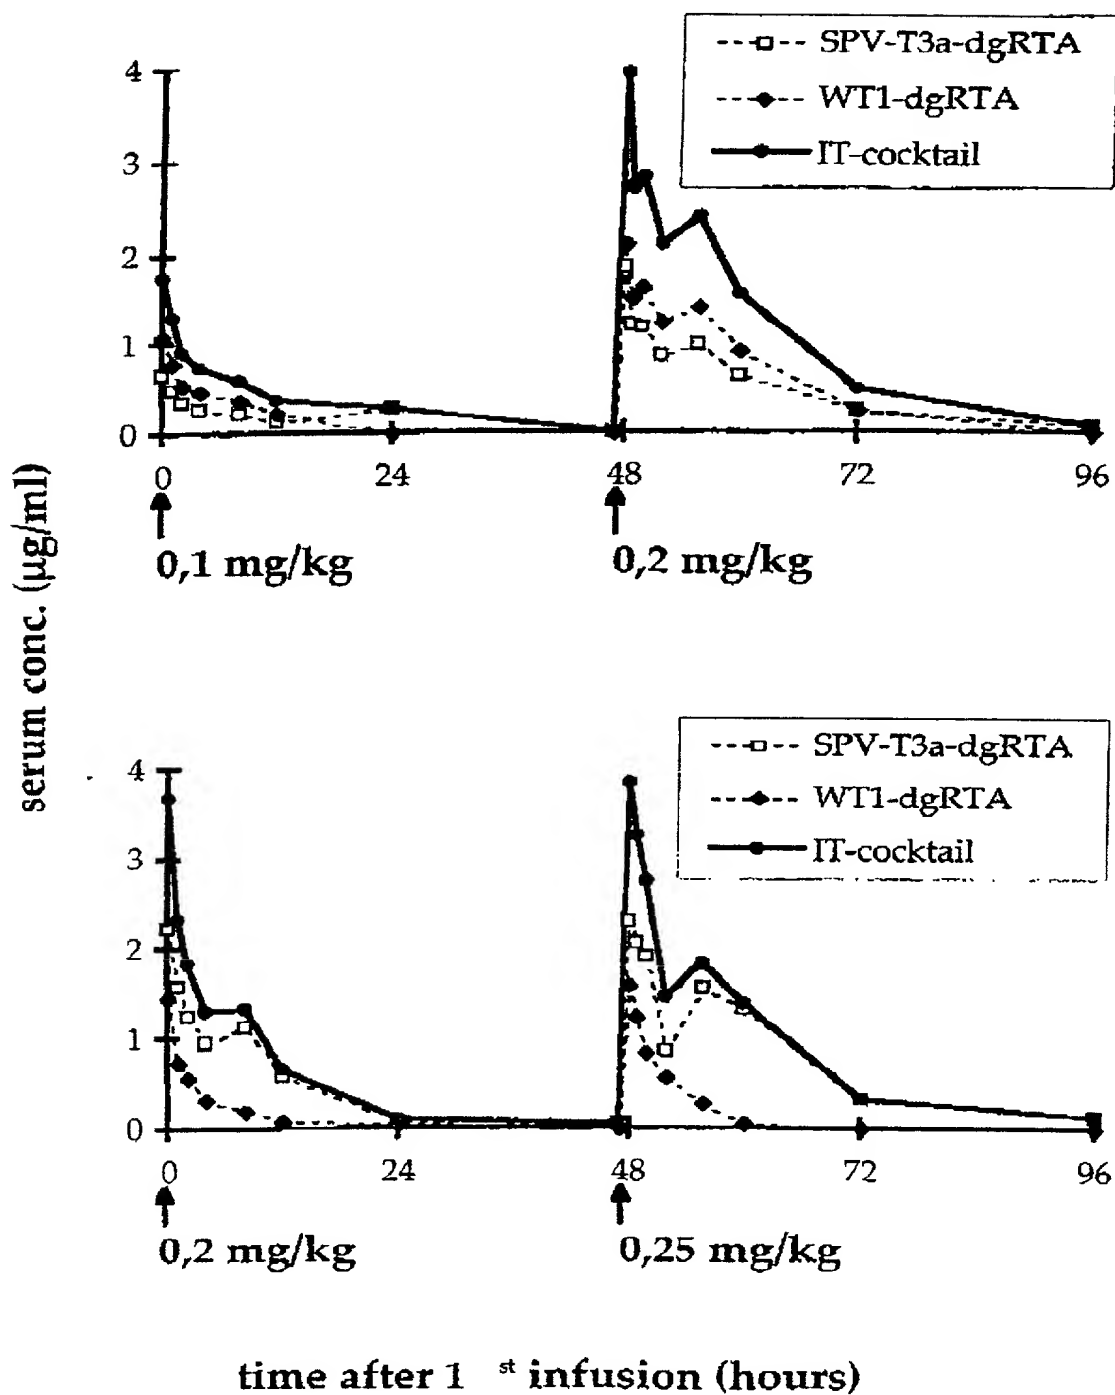 SPV-T3a-dgRTA
WT1-dgRTA
IT-cocktail
4
3
2
1
0
0 24 48 72 96
0,1 mg/kg 0,2 mg/kg
serum conc. (µg/ml)
SPV-T3a-dgRTA
WT1-dgRTA
IT-cocktail
4
3
2
1
0
0 24 48 72 96
0,2 mg/kg 0,25 mg/kg
time after 1 st infusion (hours)